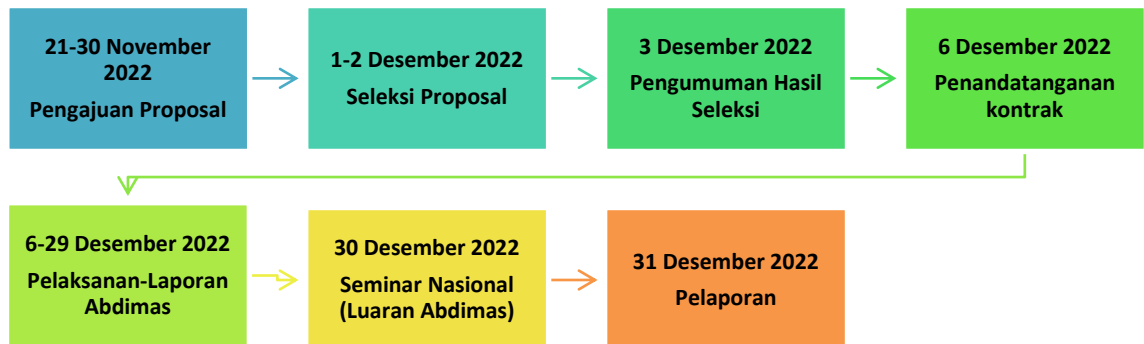 21-30 November
2022
Pengajuan Proposal
1-2 Desember 2022
Seleksi Proposal
3 Desember 2022
Pengumuman Hasil
Seleksi
6 Desember 2022
Penandatanganan
kontrak
6-29 Desember 2022
Pelaksanan-Laporan
Abdimas
30 Desember 2022
Seminar Nasional
(Luaran Abdimas)
31 Desember 2022
Pelaporan